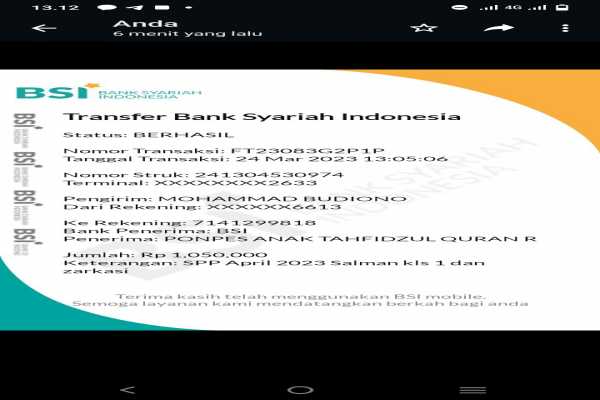 13.12
4G
Anda
6 menit yang lalu
BSI BANK SYARIAH INDONESIA
Transfer Bank Syariah Indonesia
Status: BERHASIL
Nomor Transaksi: FT23083G2P1P
Tanggal Transaksi: 24 Mar 2023 13:05:06
Nomor Struk: 241304530974
Terminal: XXXXXXXXX2633
Pengirim: MOHAMMAD BUDIONO
Dari Rekening: XXXXXX6613
Ke Rekening: 7141299818
Bank Penerima: BSI
Penerima: PONPES ANAK TAHFIDZUL QURAN R
Jumlah: Rp 1,050,000
Keterangan: SPP April 2023 Salman kls 1 dan
zarkasi
Terima kasih telah menggunakan BSI mobile.
Semoga layanan kami mendatangkan berkah bagi anda